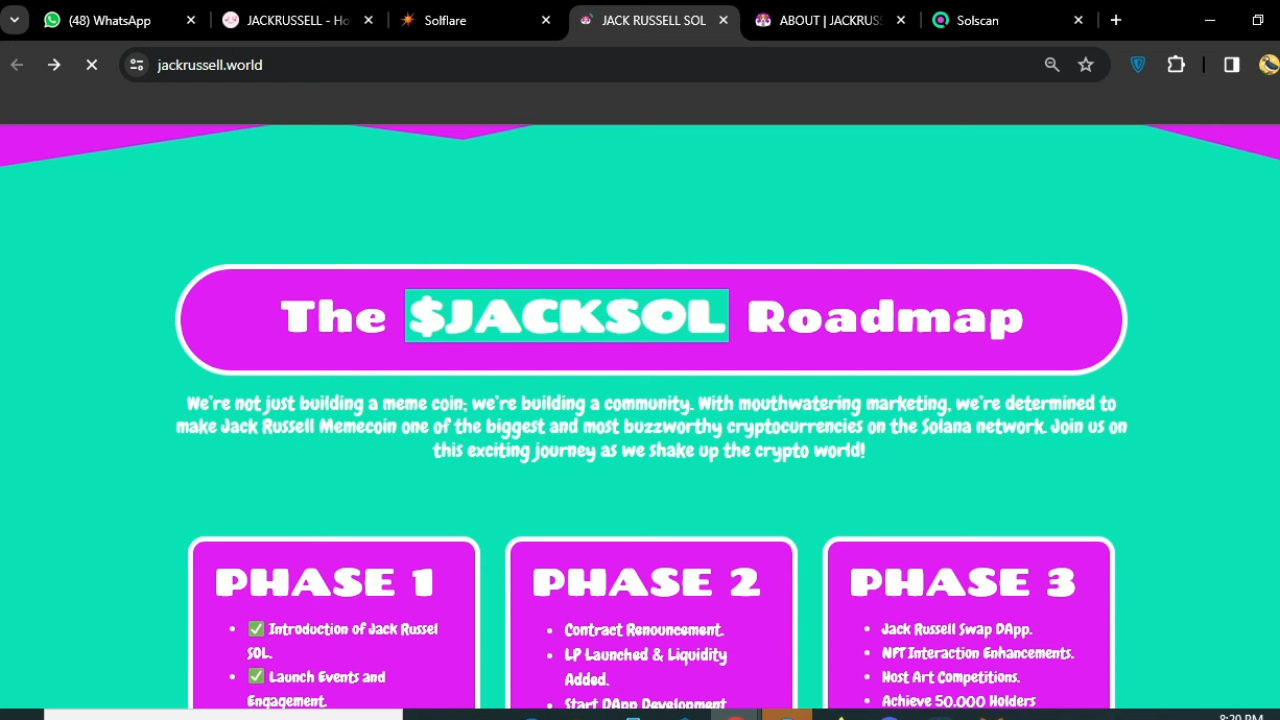 (48) WhatsApp
JACKRUSSELL - Ho
Solflare
JACK RUSSELL SOL
ABOUT | JACKRUSS
Solscan
jackrussell.world
The $JACKSOL Roadmap
We're not just building a meme coin; we're building a community. With mouthwatering marketing, we're determined to
make Jack Russell Memecoin one of the biggest and most buzzworthy cryptocurrencies on the Solana network. Join us on
this exciting journey as we shake up the crypto world!
PHASE 1
✅ Introduction of Jack Russel
SOL.
✅ Launch Events and
Engagement.
PHASE 2
Contract Renouncement.
LP Launched & Liquidity
Added.
Start DApp Development
PHASE 3
Jack Russell Swap DApp.
NFT Interaction Enhancements.
Host Art Competitions.
Achieve 50.000 Holders
8:20 PM